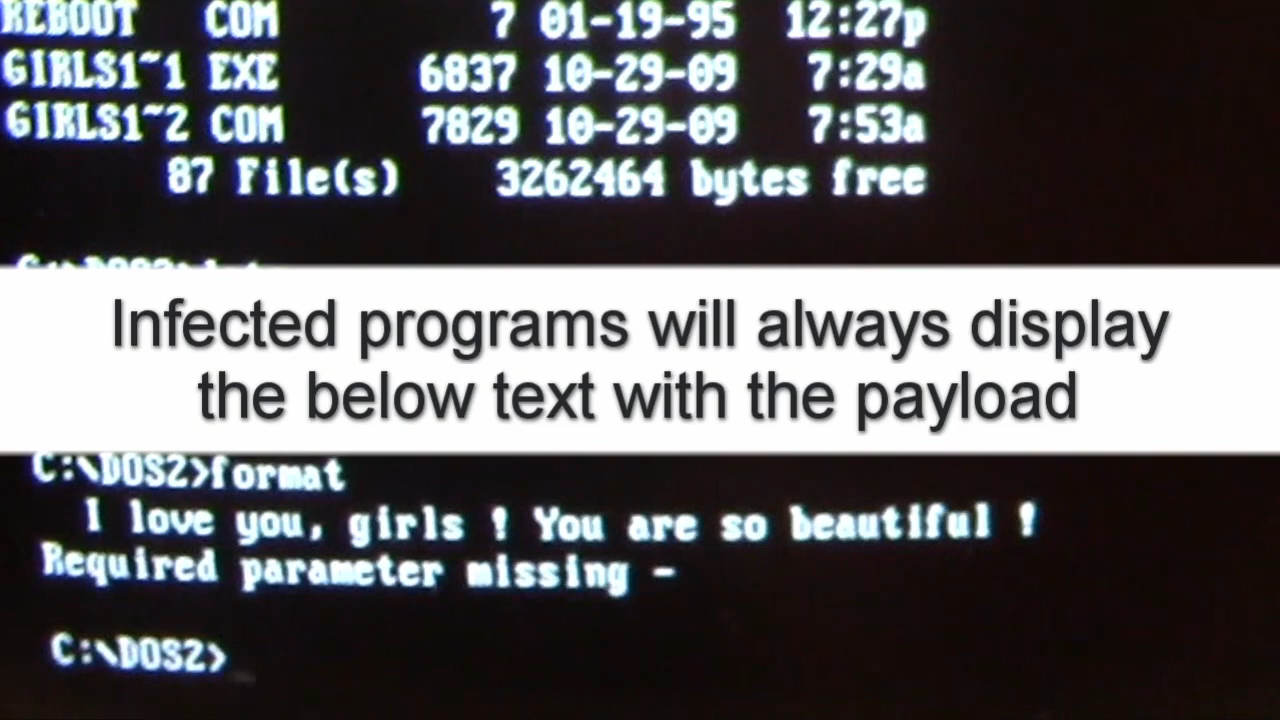 REBOOT   COM         7 01-19-95  12:27p
GIRLS1~1 EXE      6837 10-29-09   7:29a
GIRLS1~2 COM      7829 10-29-09   7:53a
87 File(s)    3262464 bytes free
Infected programs will always display
the below text with the payload
C:\DOS2>format
I love you, girls ! You are so beautiful !
Required parameter missing -
C:\DOS2>